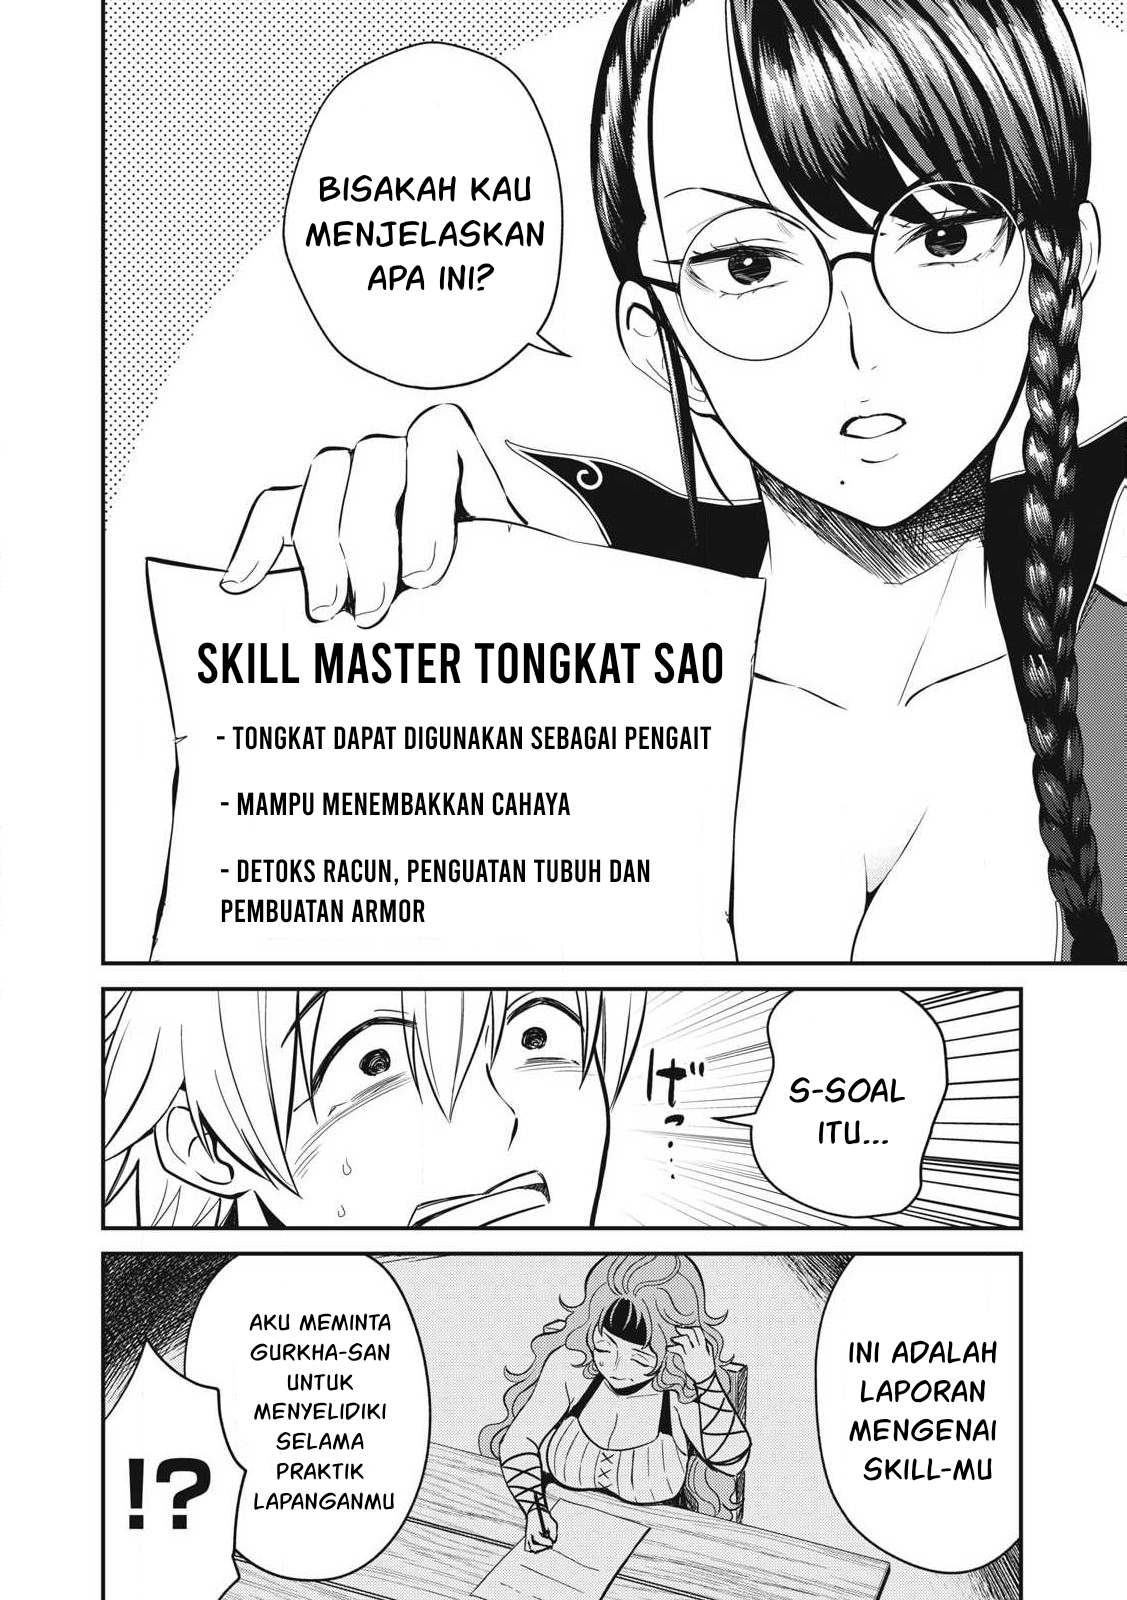 BISAKAH KAU
MENJELASKAN
APA INI?
SKILL MASTER TONGKAT SAO
- TONGKAT DAPAT DIGUNAKAN SEBAGAI PENGAIT
- MAMPU MENEMBAKKAN CAHAYA
- DETOKS RACUN, PENGUATAN TUBUH DAN
PEMBUATAN ARMOR
S-SOAL
ITU...
げっ…
INI ADALAH
LAPORAN
MENGENAI
SKILL-MU
AKU MEMINTA
GURKHA-SAN
UNTUK
MENYELIDIKI
SELAMA
PRAKTIK
LAPANGANMU
!?